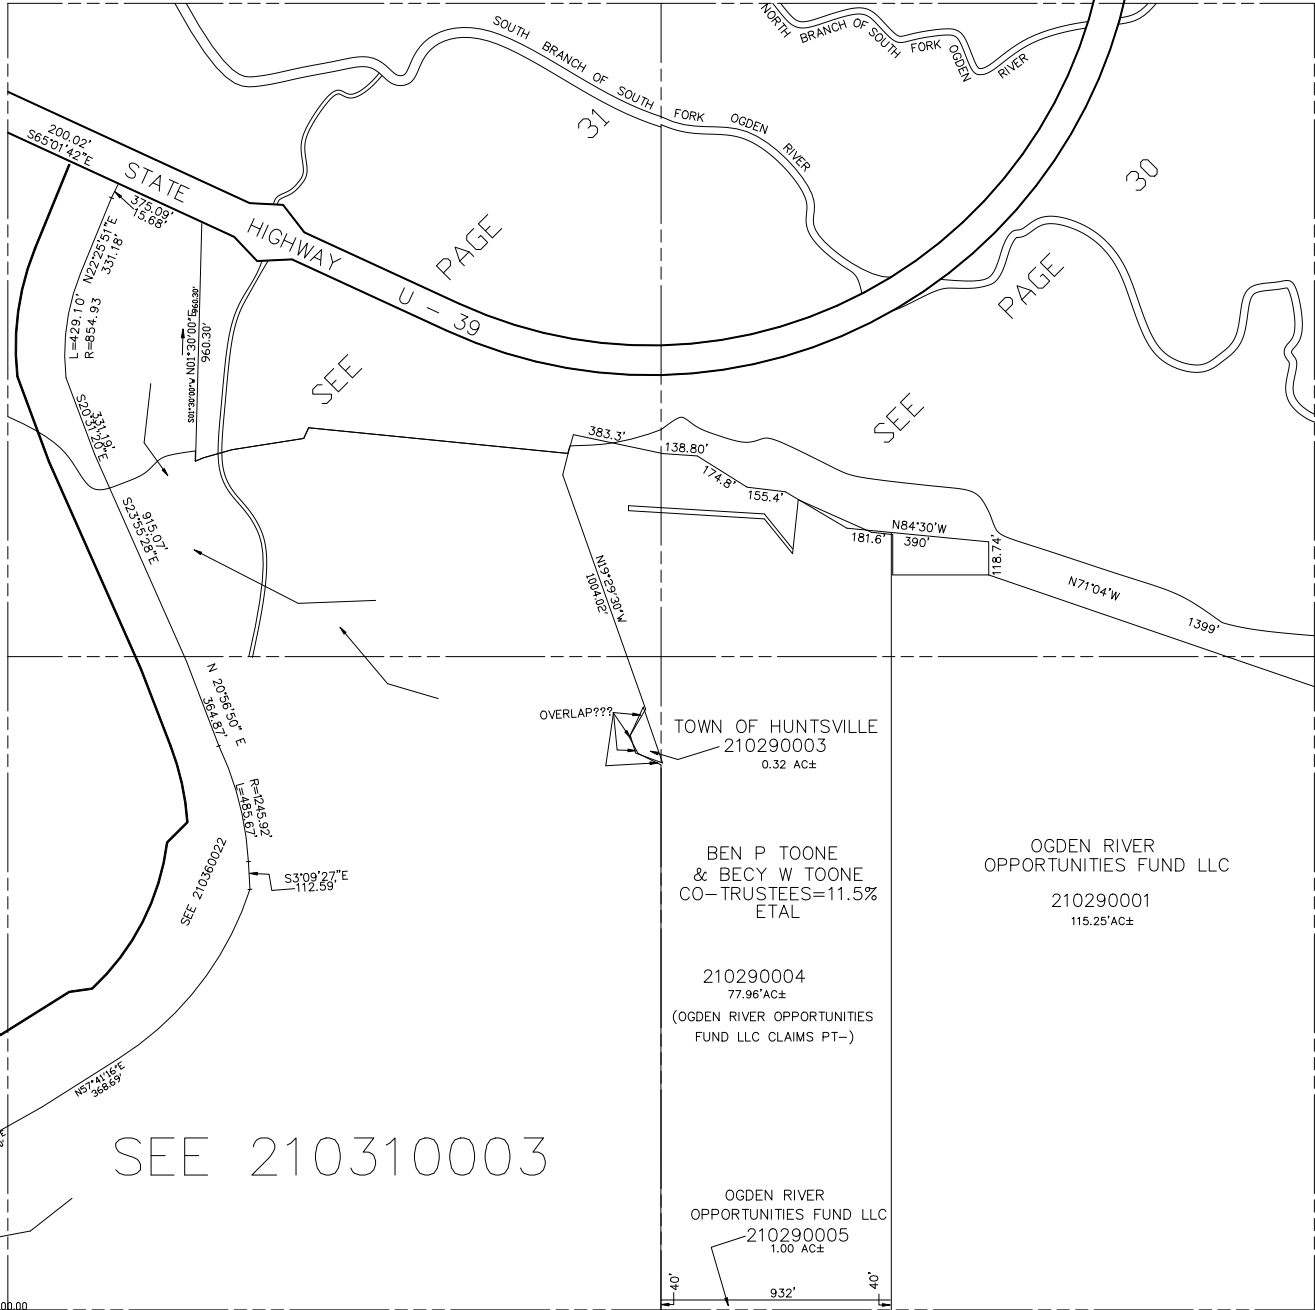 SOUTH BRANCH OF SOUTH FORK OGDEN RIVER
NORTH BRANCH OF SOUTH FORK OGDEN RIVER
31
30
200.02'
S65°01'42"E
STATE HIGHWAY U - 39
375.09'
15.68'
N22°25'51"E
331.18'
L=429.10'
R=854.93
S01°30'00"W 960.30'
N01°30'00"E
960.30'
SEE PAGE
SEE PAGE
331.19'
S20°31'20"E
383.3'
138.80'
174.8'
155.4'
181.6'
N84°30'W
390'
118.74'
N71°04'W
1399'
915.07'
S23°55'28"E
N19°29'30"W
1004.02'
N 20°56'50" E
364.87'
OVERLAP???
TOWN OF HUNTSVILLE
210290003
0.32 AC±
R=1245.92'
L=485.67'
SEE 210360022
S3°09'27"E
112.59'
BEN P TOONE
& BECY W TOONE
CO-TRUSTEES=11.5%
ETAL
OGDEN RIVER
OPPORTUNITIES FUND LLC
210290001
115.25'AC±
210290004
77.96'AC±
(OGDEN RIVER OPPORTUNITIES
FUND LLC CLAIMS PT-)
N57°41'16"E
368.69'
SEE 210310003
OGDEN RIVER
OPPORTUNITIES FUND LLC
210290005
1.00 AC±
40'
932'
40'
00.00